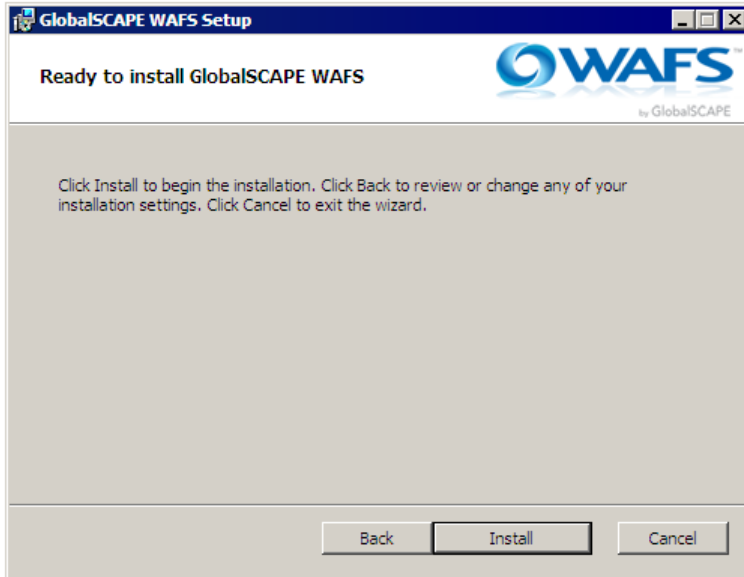 GlobalSCAPE WAFS Setup
Ready to install GlobalSCAPE WAFS
WAFS™
by GlobalSCAPE
Click Install to begin the installation. Click Back to review or change any of your
installation settings. Click Cancel to exit the wizard.
Back Install Cancel